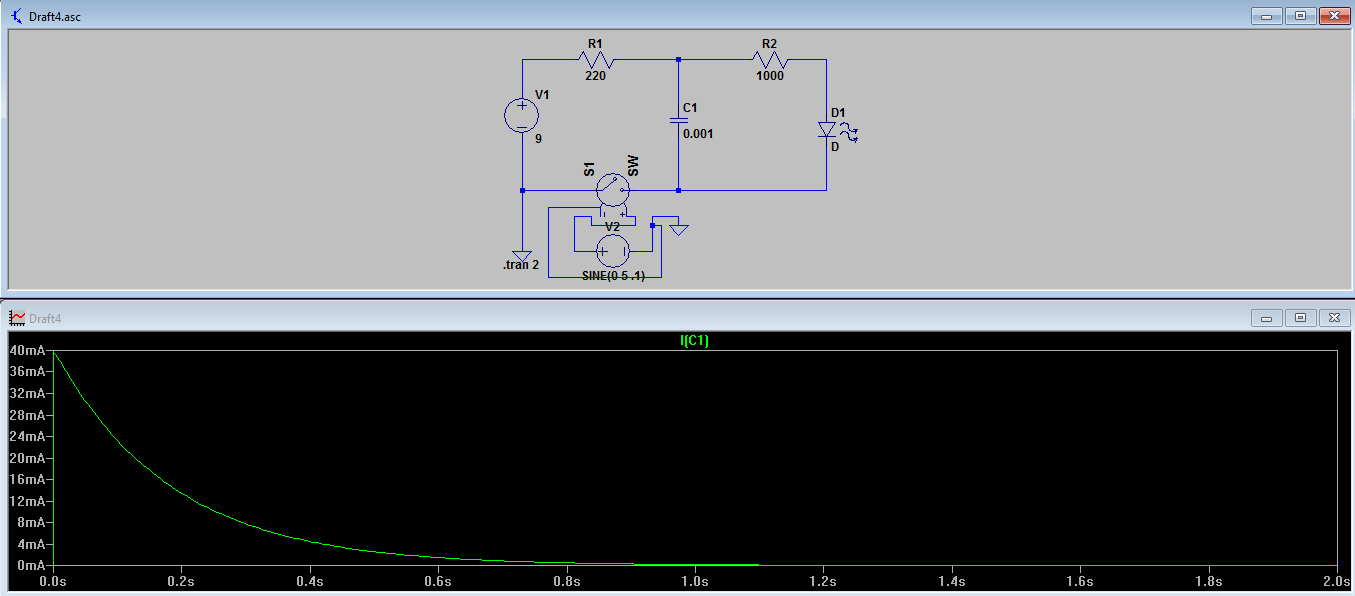 Draft4.asc
R1
220
R2
1000
V1
9
C1
0.001
D1
D
S1
SW
V2
SINE(0 5 .1)
.tran 2
Draft4
I(C1)
40mA
36mA
32mA
28mA
24mA
20mA
16mA
12mA
8mA
4mA
0mA
0.0s 0.2s 0.4s 0.6s 0.8s 1.0s 1.2s 1.4s 1.6s 1.8s 2.0s